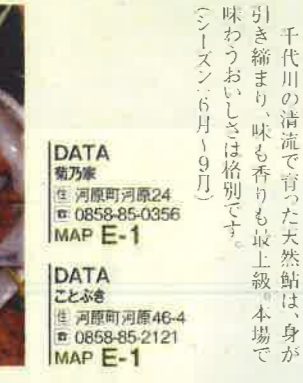 千代川の清流で育った天然鮎は、身が
引き締まり、味も香りも最上級。本場で
味わうおいしさは格別です。
(シーズン:6月~9月)
DATA
菊乃家
住 河原町河原24
☎ 0858-85-0356
MAP E-1
DATA
ことぶき
住 河原町河原46-4
☎ 0858-85-2121
MAP E-1